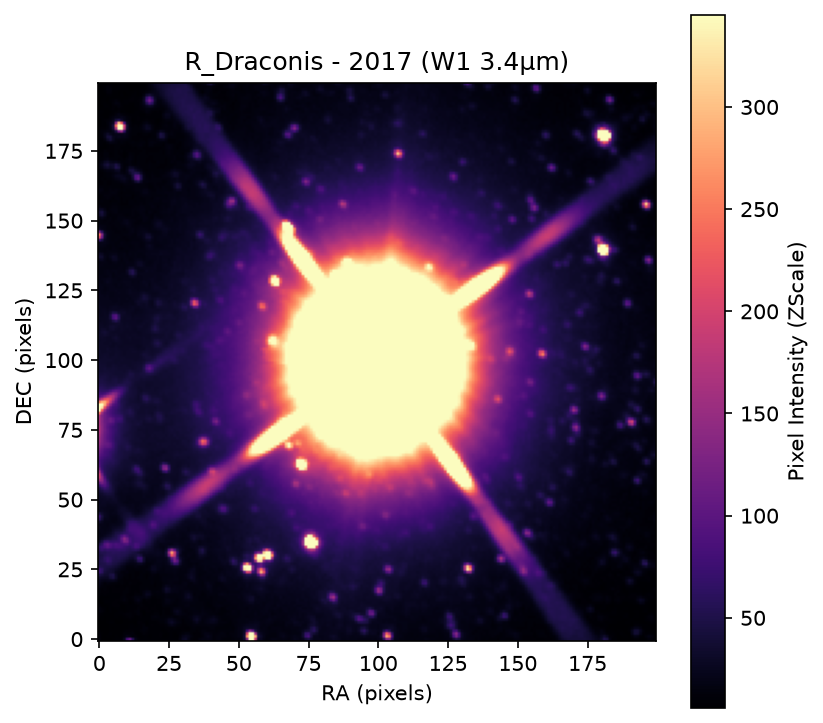 R_Draconis - 2017 (W1 3.4μm)
175
150
125
100
75
50
25
0
DEC (pixels)
0 25 50 75 100 125 150 175
RA (pixels)
300
250
200
150
100
50
Pixel Intensity (ZScale)